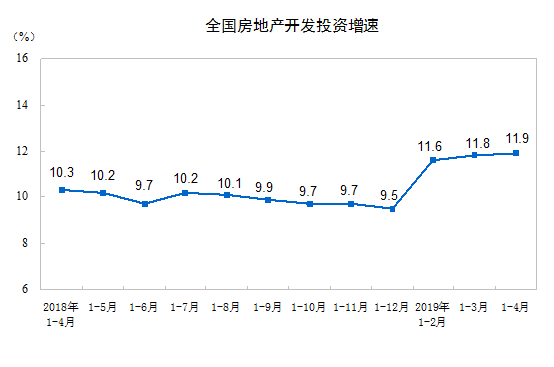 全国房地产开发投资增速
（%）
16
14
12
10
8
6
10.3
10.2
9.7
10.2
10.1
9.9
9.7
9.7
9.5
11.6
11.8
11.9
2018年
1-4月
1-5月
1-6月
1-7月
1-8月
1-9月
1-10月
1-11月
1-12月
2019年
1-2月
1-3月
1-4月